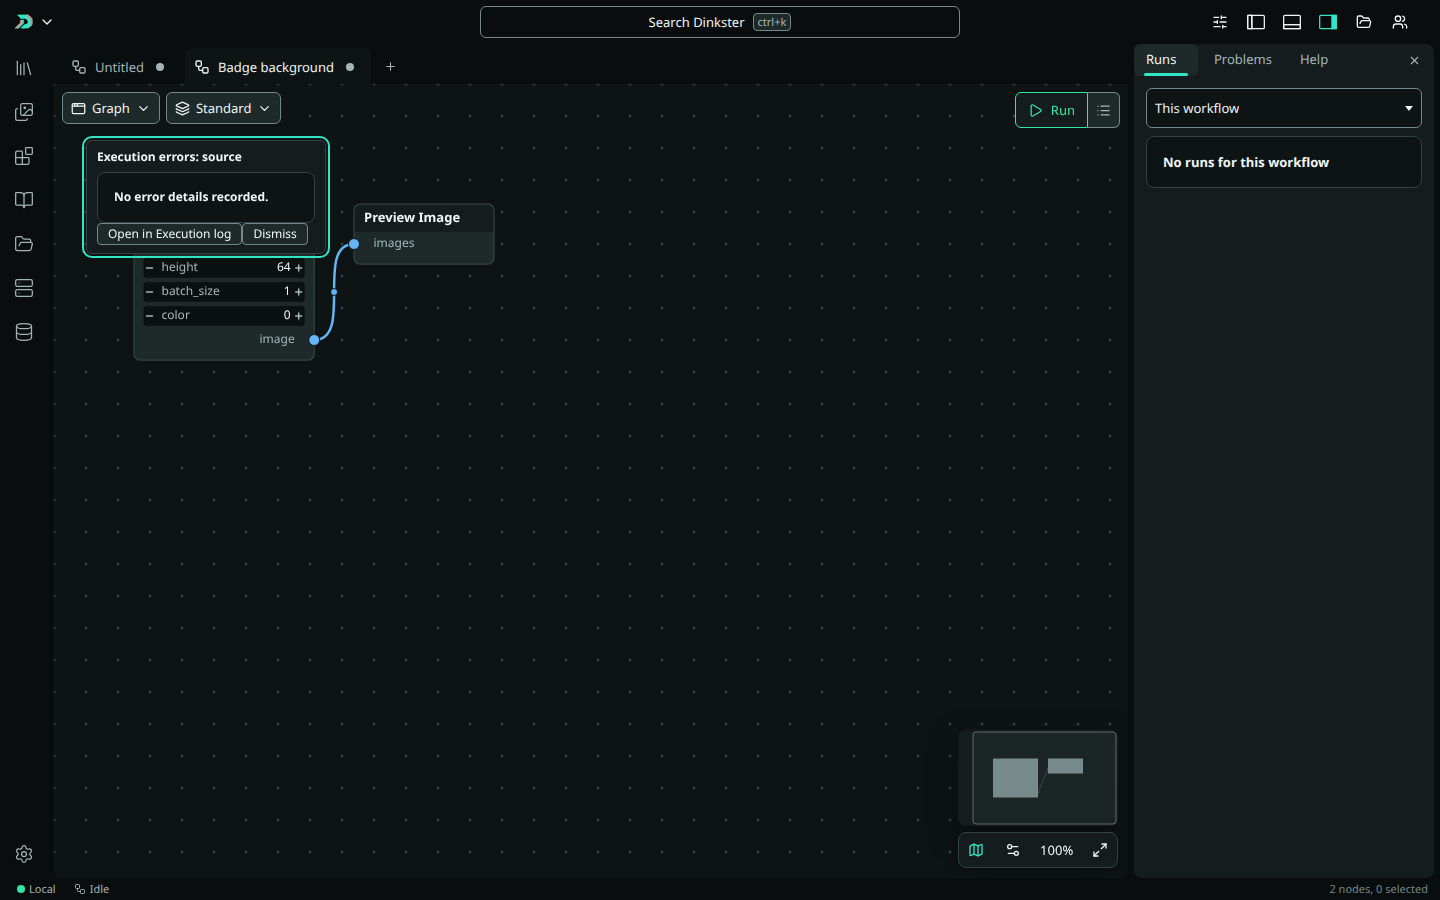 Search Dinkster ctrl+k
Untitled
Badge background
Runs
Problems
Help
Graph
Standard
Run
This workflow
No runs for this workflow
Execution errors: source
No error details recorded.
Open in Execution log
Dismiss
Preview Image
images
height 64
batch_size 1
color 0
image
100%
Local
Idle
2 nodes, 0 selected